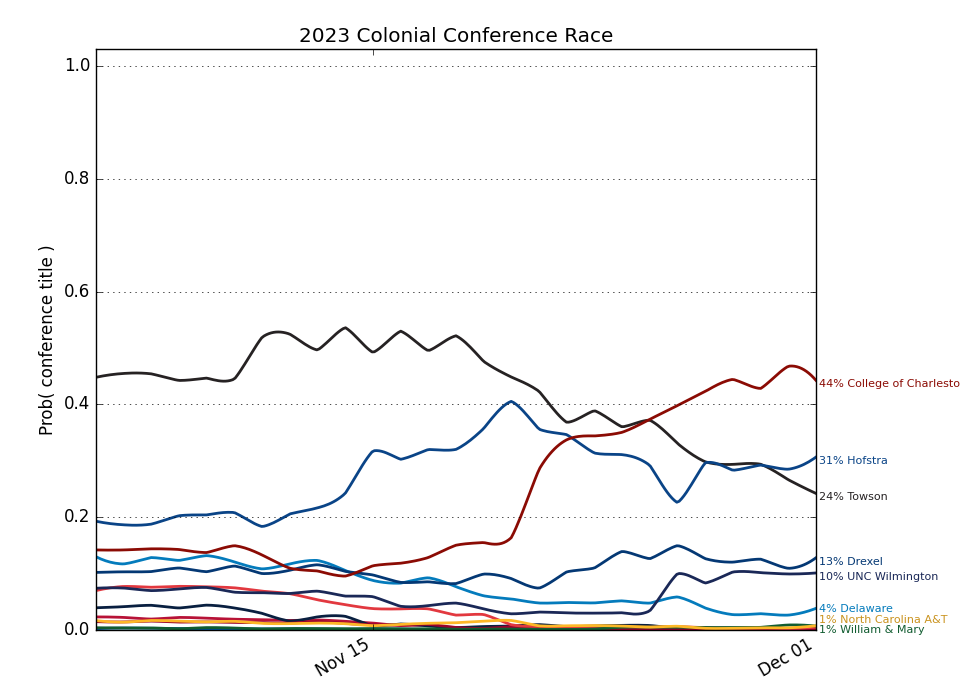 2023 Colonial Conference Race
Prob( conference title )
1.0
0.8
0.6
0.4
0.2
0.0
Nov 15
Dec 01
44% College of Charlesto
31% Hofstra
24% Towson
13% Drexel
10% UNC Wilmington
4% Delaware
1% North Carolina A&T
1% William & Mary